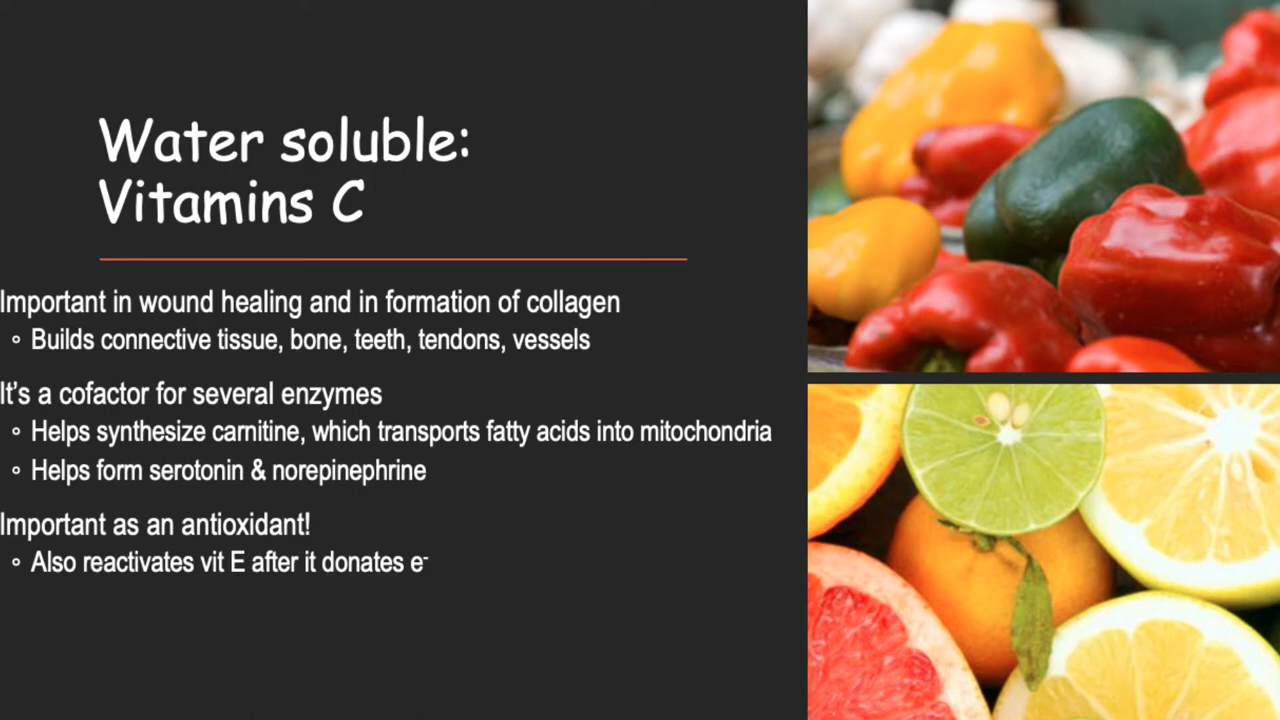 Water soluble:
Vitamins C
Important in wound healing and in formation of collagen
◦ Builds connective tissue, bone, teeth, tendons, vessels
It's a cofactor for several enzymes
◦ Helps synthesize carnitine, which transports fatty acids into mitochondria
◦ Helps form serotonin & norepinephrine
Important as an antioxidant!
◦ Also reactivates vit E after it donates e⁻